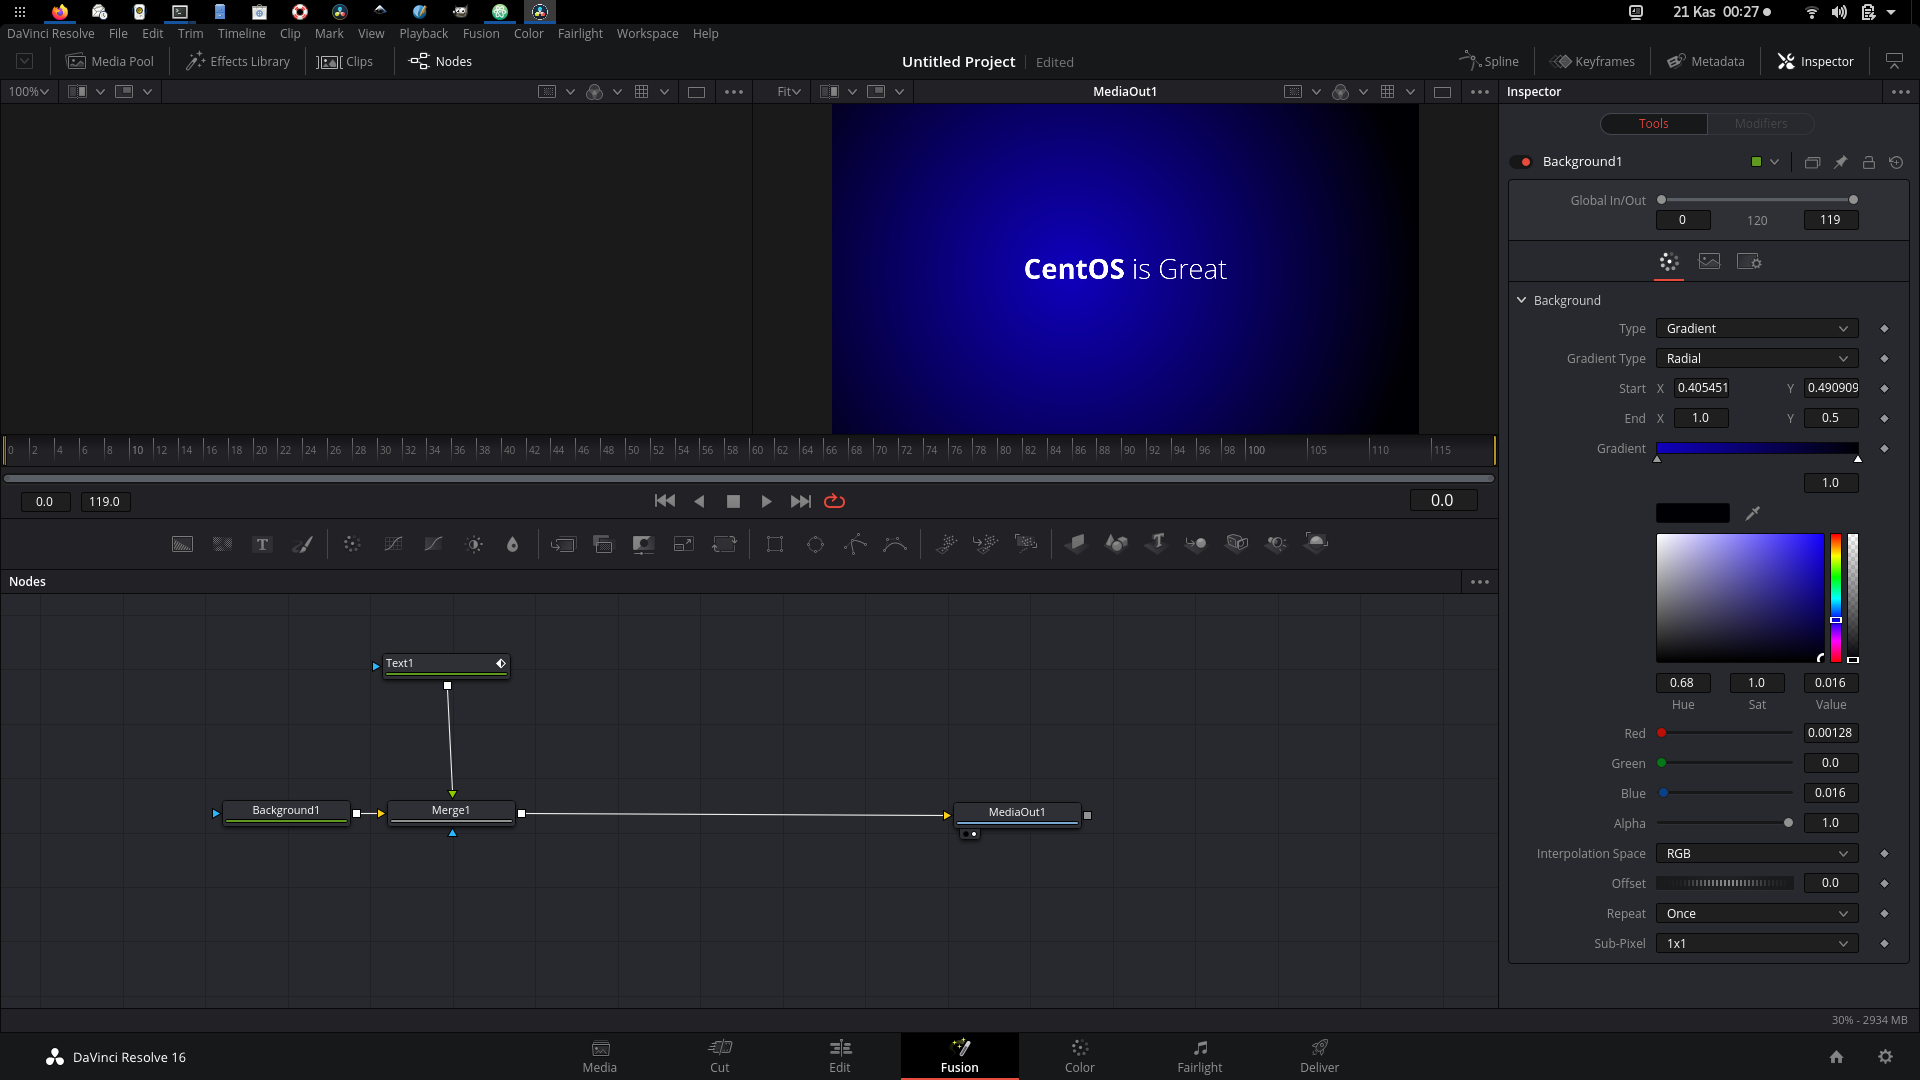 21 Kas 00:27
DaVinci Resolve File Edit Trim Timeline Clip Mark View Playback Fusion Color Fairlight Workspace Help
Media Pool Effects Library Clips Nodes Untitled Project Edited Spline Keyframes Metadata Inspector
100% Fit MediaOut1 Inspector
Tools Modifiers
Background1
Global In/Out
0 120 119
CentOS is Great
Background
Type Gradient
Gradient Type Radial
Start X 0.405451 Y 0.490909
End X 1.0 Y 0.5
Gradient
1.0
0 2 4 6 8 10 12 14 16 18 20 22 24 26 28 30 32 34 36 38 40 42 44 46 48 50 52 54 56 58 60 62 64 66 68 70 72 74 76 78 80 82 84 86 88 90 92 94 96 98 100 105 110 115
0.0 119.0 0.0
Nodes
Text1
Background1 Merge1 MediaOut1
0.68 1.0 0.016
Hue Sat Value
Red 0.00128
Green 0.0
Blue 0.016
Alpha 1.0
Interpolation Space RGB
Offset 0.0
Repeat Once
Sub-Pixel 1x1
30% - 2934 MB
DaVinci Resolve 16 Media Cut Edit Fusion Color Fairlight Deliver